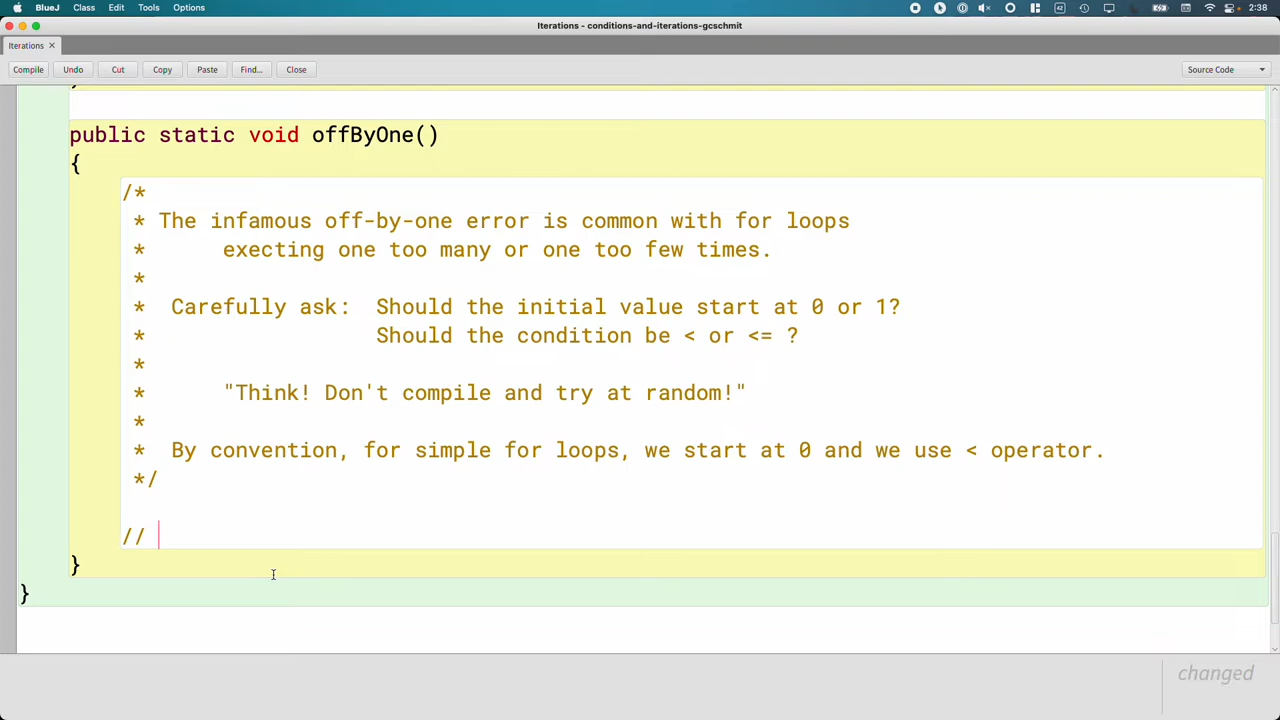 BlueJ Class Edit Tools Options 2:38
Iterations - conditions-and-iterations-gcschmit
Iterations ×
Compile Undo Cut Copy Paste Find... Close Source Code
public static void offByOne()
{
/*
* The infamous off-by-one error is common with for loops
* execting one too many or one too few times.
*
* Carefully ask: Should the initial value start at 0 or 1?
* Should the condition be < or <= ?
*
* "Think! Don't compile and try at random!"
*
* By convention, for simple for loops, we start at 0 and we use < operator.
*/
//
}
}
changed